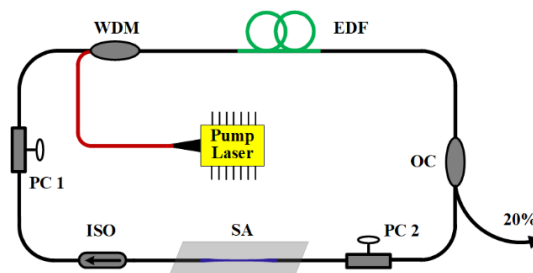 WDM
EDF
Pump
Laser
PC 1
OC
20%
ISO
SA
PC 2